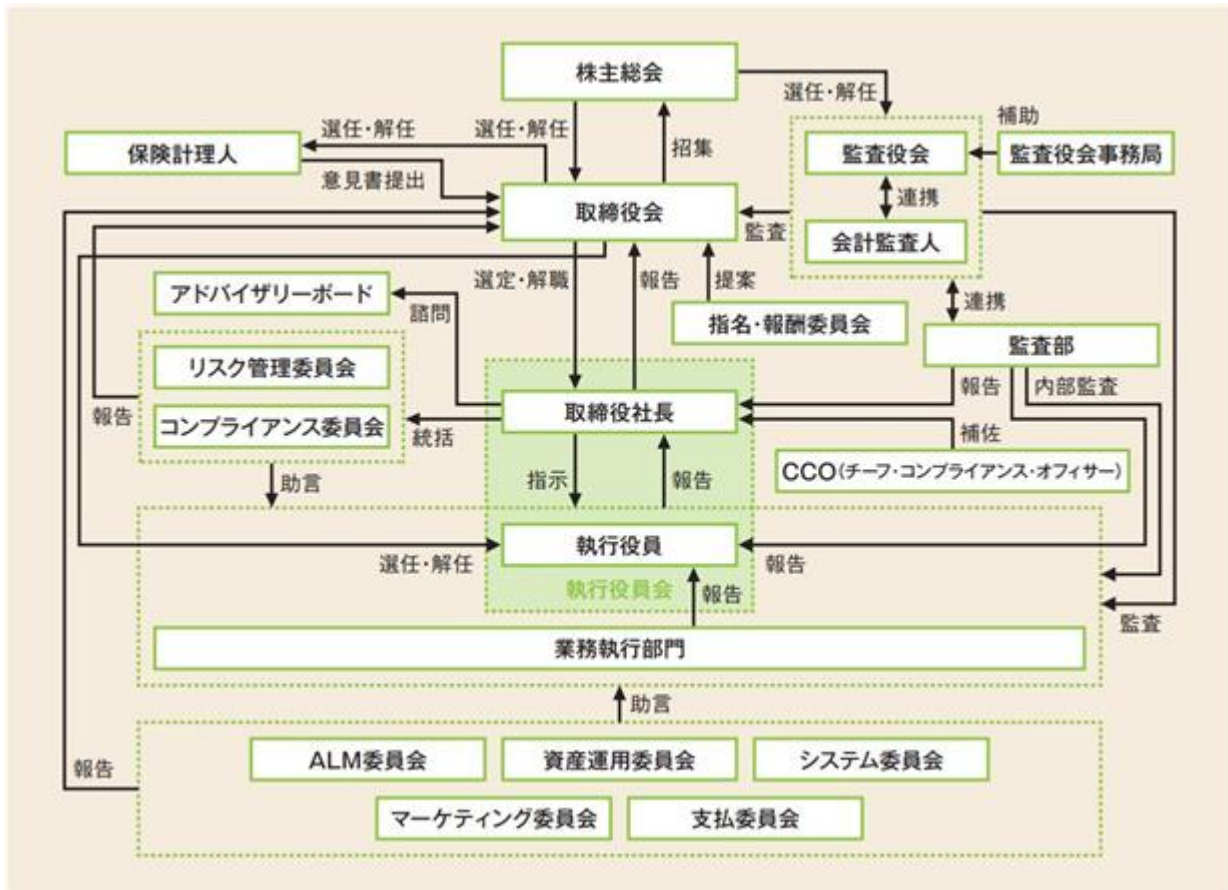 株主総会
選任・解任
補助
選任・解任
選任・解任
招集
保険計理人
監査役会
監査役会事務局
意見書提出
連携
取締役会
監査
会計監査人
選定・解職
報告
提案
アドバイザリーボード
諮問
連携
指名・報酬委員会
監査部
リスク管理委員会
報告
内部監査
取締役社長
報告
コンプライアンス委員会
統括
補佐
CCO(チーフ・コンプライアンス・オフィサー)
助言
指示
報告
執行役員
選任・解任
報告
執行役員会
報告
監査
業務執行部門
助言
ALM委員会
資産運用委員会
システム委員会
報告
マーケティング委員会
支払委員会